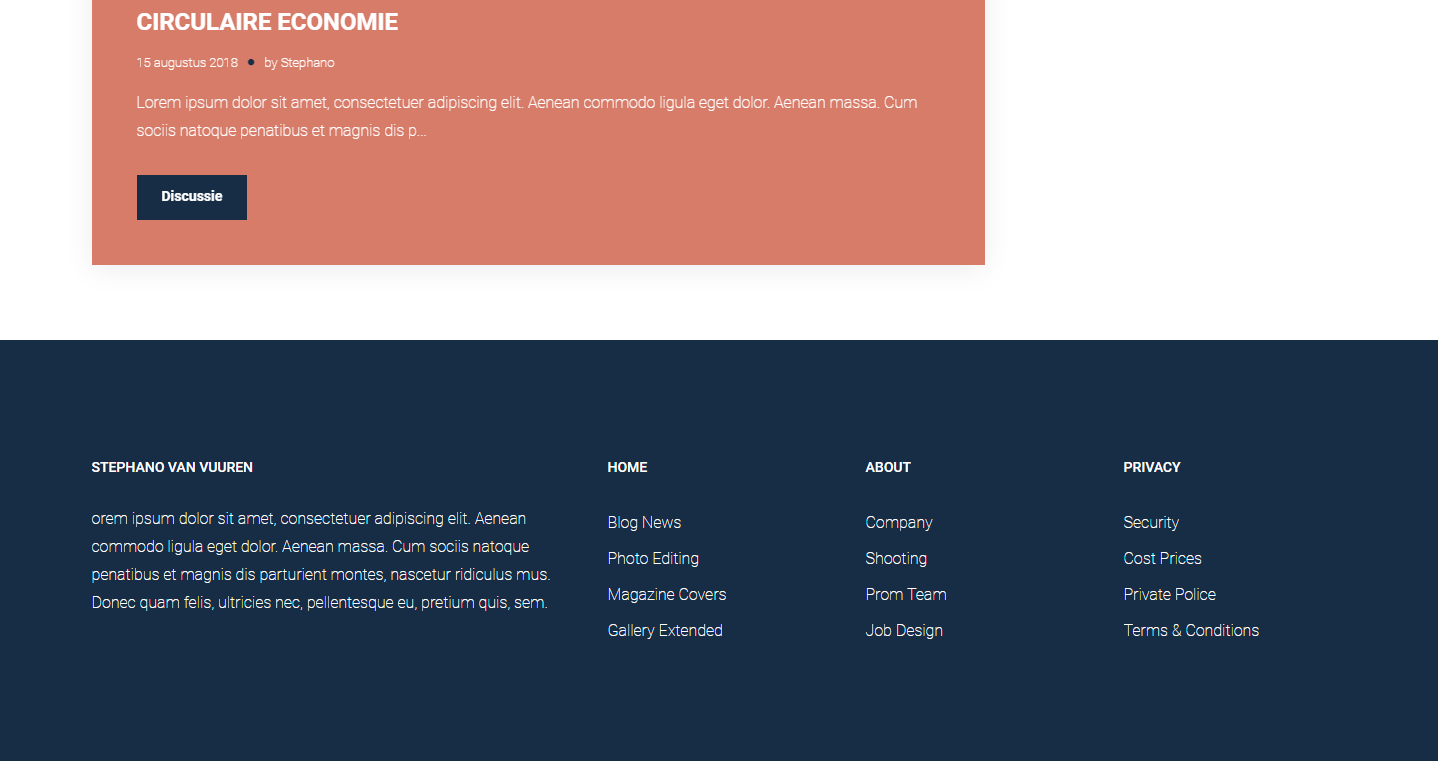 CIRCULAIRE ECONOMIE
15 augustus 2018 ● by Stephano
Lorem ipsum dolor sit amet, consectetuer adipiscing elit. Aenean commodo ligula eget dolor. Aenean massa. Cum
sociis natoque penatibus et magnis dis p...
Discussie
STEPHANO VAN VUUREN
orem ipsum dolor sit amet, consectetuer adipiscing elit. Aenean
commodo ligula eget dolor. Aenean massa. Cum sociis natoque
penatibus et magnis dis parturient montes, nascetur ridiculus mus.
Donec quam felis, ultricies nec, pellentesque eu, pretium quis, sem.
HOME
Blog News
Photo Editing
Magazine Covers
Gallery Extended
ABOUT
Company
Shooting
Prom Team
Job Design
PRIVACY
Security
Cost Prices
Private Police
Terms & Conditions